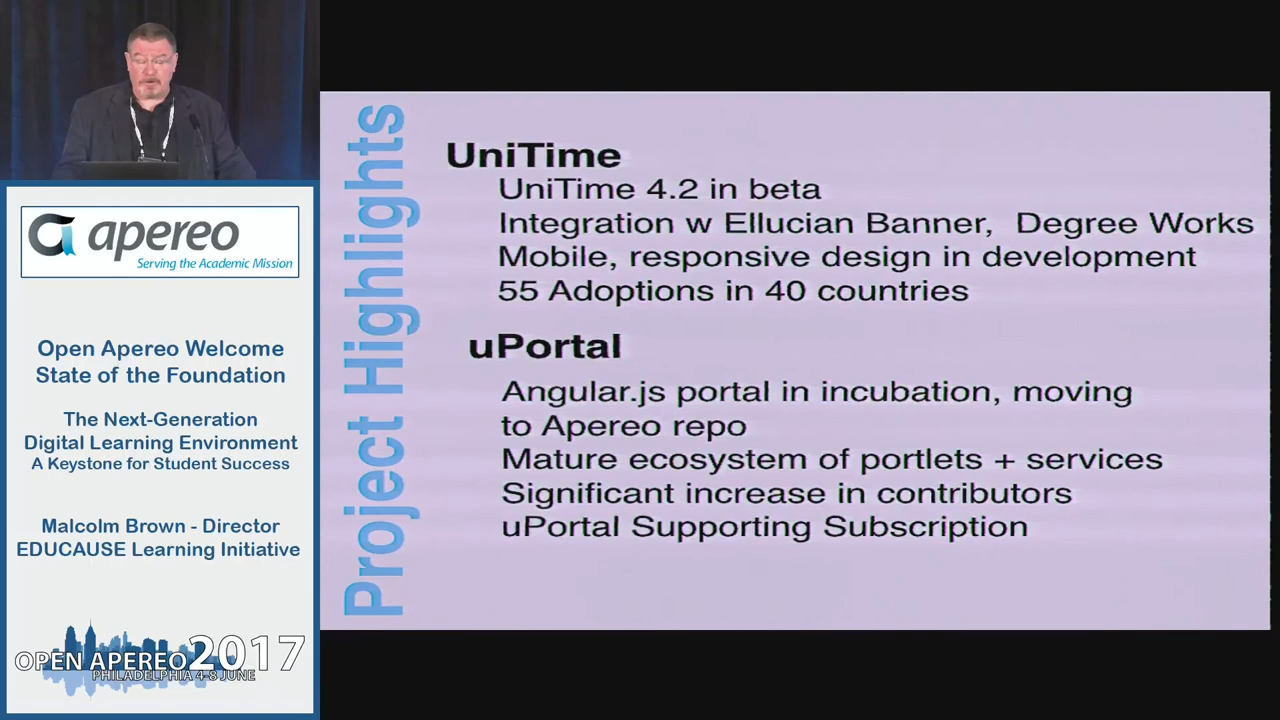 apereo
Serving the Academic Mission
Open Apereo Welcome
State of the Foundation
The Next-Generation
Digital Learning Environment
A Keystone for Student Success
Malcolm Brown - Director
EDUCAUSE Learning Initiative
OPEN APEREO 2017
PHILADELPHIA 4-8 JUNE
Project Highlights
UniTime
UniTime 4.2 in beta
Integration w Ellucian Banner, Degree Works
Mobile, responsive design in development
55 Adoptions in 40 countries
uPortal
Angular.js portal in incubation, moving
to Apereo repo
Mature ecosystem of portlets + services
Significant increase in contributors
uPortal Supporting Subscription